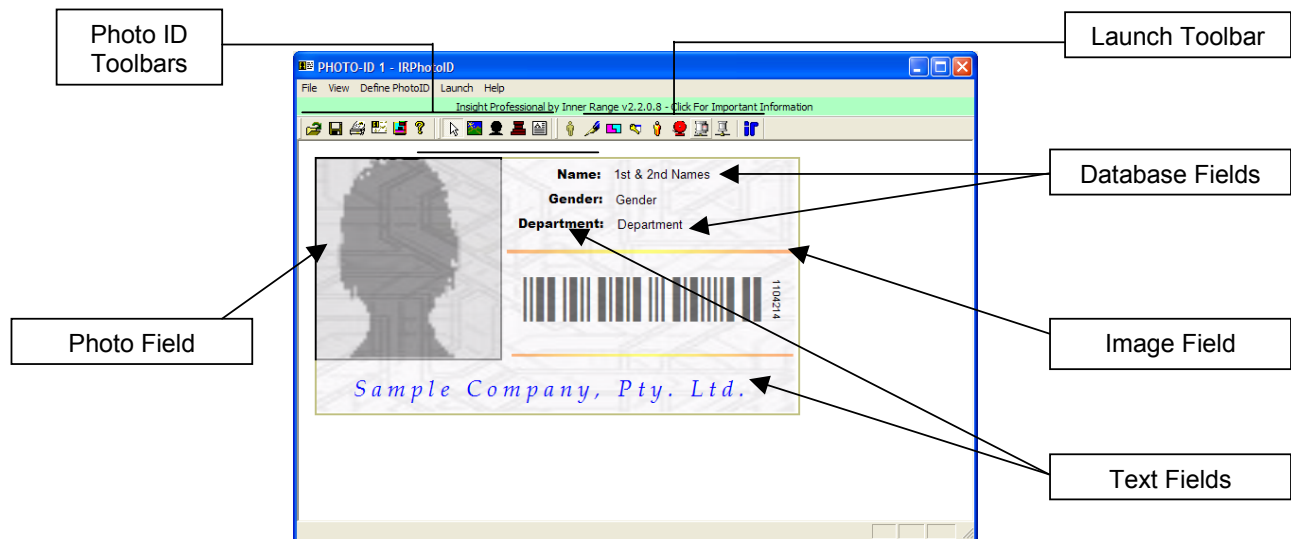 Photo ID
Toolbars
Launch Toolbar
PHOTO-ID 1 - IRPhotoID
File View Define PhotoID Launch Help
Insight Professional by Inner Range v2.2.0.8 - Click For Important Information
Name: 1st & 2nd Names
Database Fields
Gender: Gender
Department: Department
1104214
Photo Field
Image Field
Sample Company, Pty. Ltd.
Text Fields